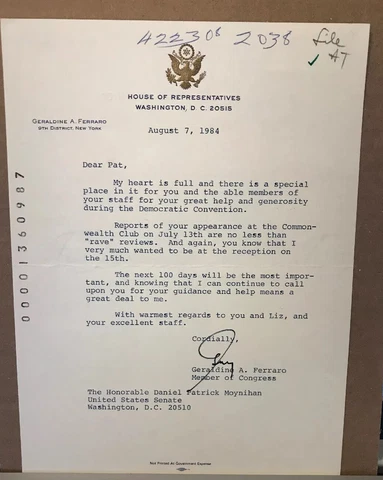 422308 2038
File
✓ AT
HOUSE OF REPRESENTATIVES
WASHINGTON, D. C. 20515
GERALDINE A. FERRARO
9TH DISTRICT, NEW YORK
August 7, 1984
Dear Pat,
My heart is full and there is a special
place in it for you and the able members of
your staff for your great help and generosity
during the Democratic Convention.
Reports of your appearance at the Common-
wealth Club on July 13th are no less than
"rave" reviews. And again, you know that I
very much wanted to be at the reception on
the 15th.
The next 100 days will be the most impor-
tant, and knowing that I can continue to call
upon you for your guidance and help means a
great deal to me.
With warmest regards to you and Liz, and
your excellent staff.
Cordially,
Geraldine A. Ferraro
Member of Congress
The Honorable Daniel Patrick Moynihan
United States Senate
Washington, D.C. 20510
Not Printed At Government Expense
00001360987